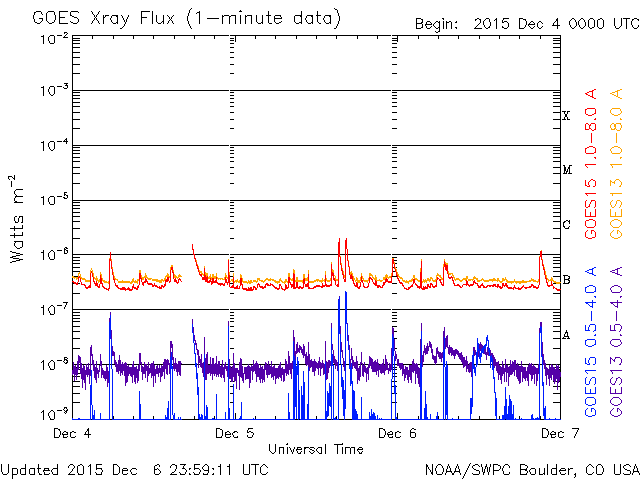 GOES Xray Flux (1-minute data)
Begin: 2015 Dec 4 0000 UTC
10⁻²
10⁻³
10⁻⁴
10⁻⁵
10⁻⁶
10⁻⁷
10⁻⁸
10⁻⁹
Watts m⁻²
X
M
C
B
A
GOES15 1.0-8.0 A
GOES13 1.0-8.0 A
GOES15 0.5-4.0 A
GOES13 0.5-4.0 A
Dec 4 Dec 5 Dec 6 Dec 7
Universal Time
Updated 2015 Dec 6 23:59:11 UTC
NOAA/SWPC Boulder, CO USA